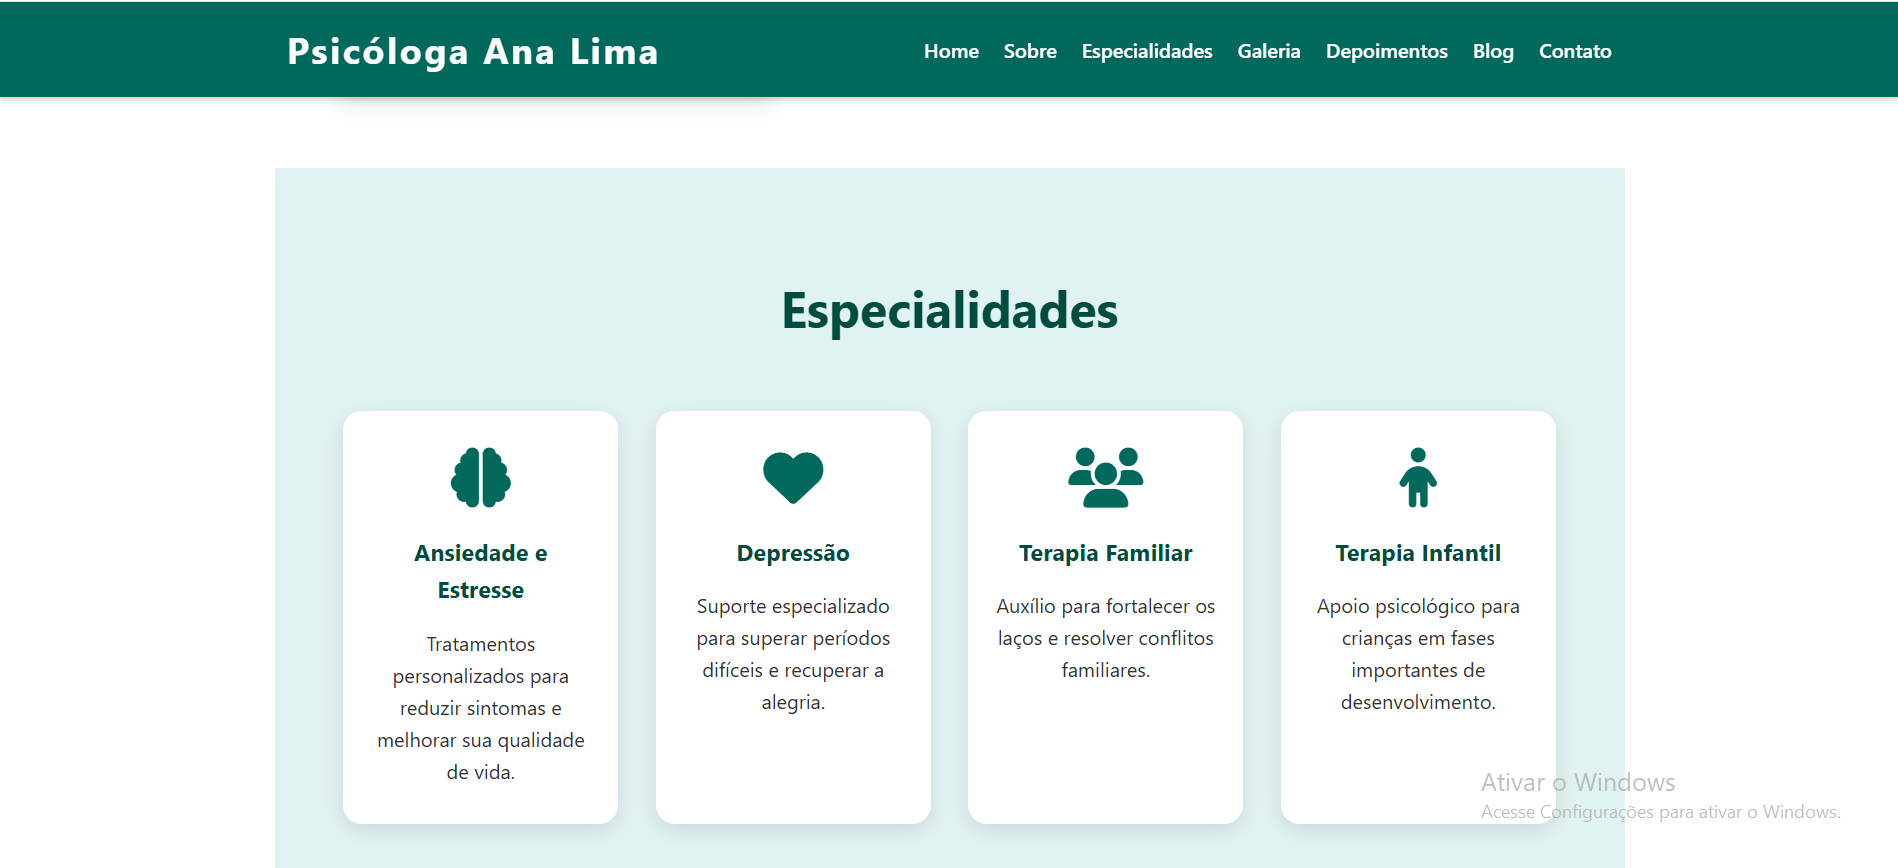 Psicóloga Ana Lima
Home Sobre Especialidades Galeria Depoimentos Blog Contato
Especialidades
Ansiedade e
Estresse
Tratamentos
personalizados para
reduzir sintomas e
melhorar sua qualidade
de vida.
Depressão
Suporte especializado
para superar períodos
difíceis e recuperar a
alegria.
Terapia Familiar
Auxílio para fortalecer os
laços e resolver conflitos
familiares.
Terapia Infantil
Apoio psicológico para
crianças em fases
importantes de
desenvolvimento.
Ativar o Windows
Acesse Configurações para ativar o Windows.